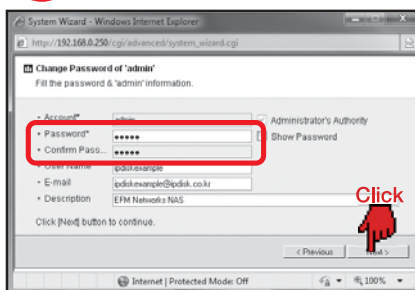 System Wizard - Windows Internet Explorer
http://192.168.0.250/cgi/advanced/system_wizard.cgi
Change Password of 'admin'
Fill the password & 'admin' information.
• Account* admin Administrator's Authority
• Password* ●●●●● Show Password
• Confirm Pass... ●●●●●
• User Name ipdiskexample
• E-mail ipdiskexample@ipdisk.co.kr
• Description EFM Networks NAS
Click
Click [Next] button to continue.
< Previous Next >
Internet | Protected Mode: Off 100%